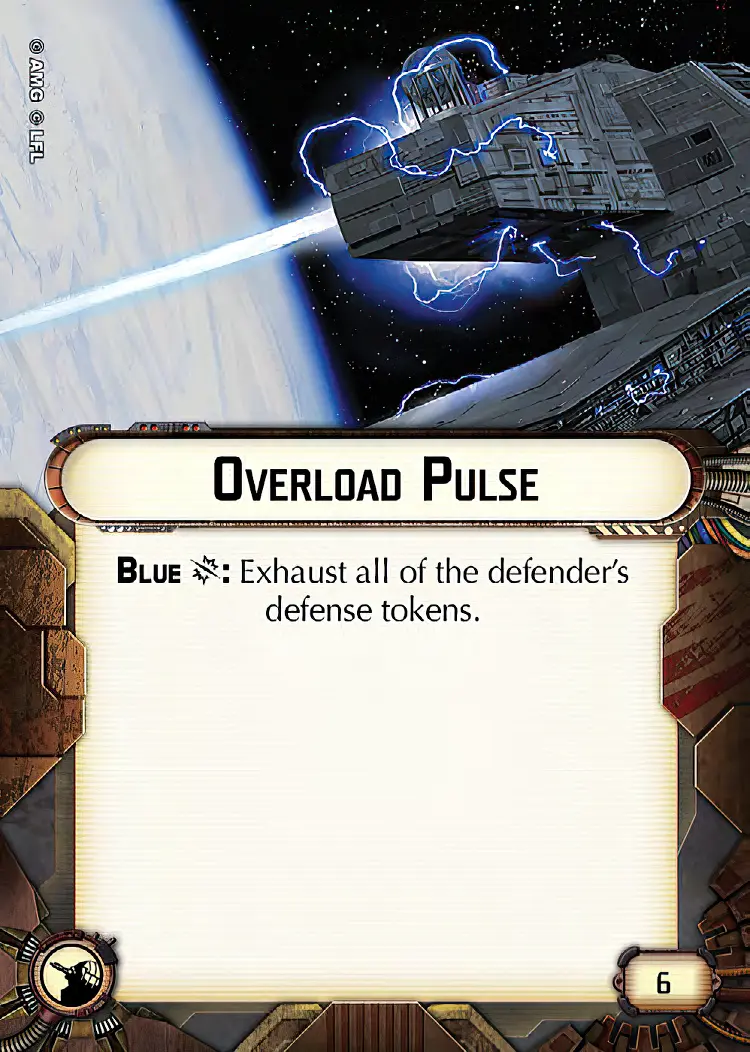 © AMG © LFL
OVERLOAD PULSE
BLUE : Exhaust all of the defender’s
defense tokens.
6